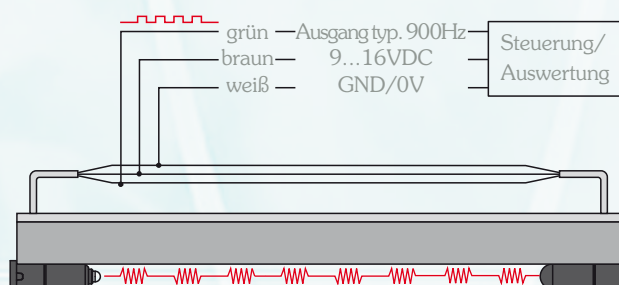 grün Ausgang typ. 900Hz
braun 9...16VDC
weiß GND/0V
Steuerung/
Auswertung